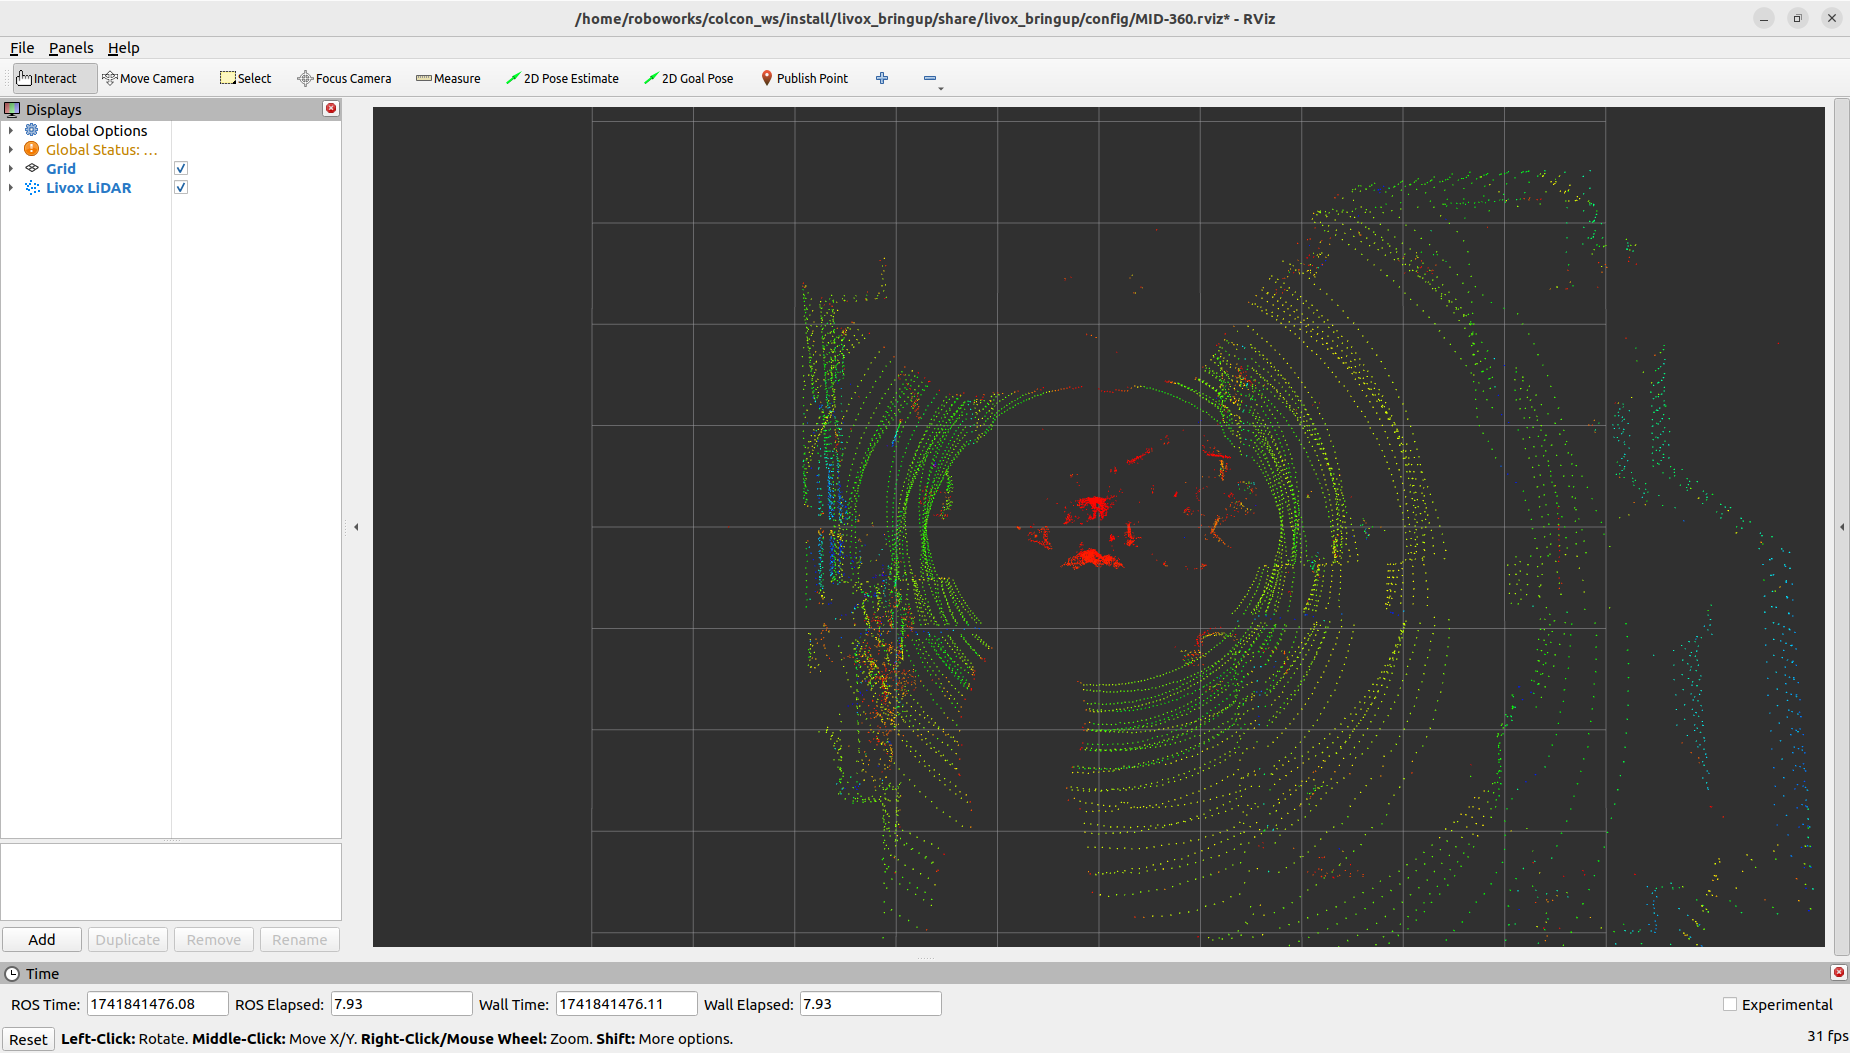 /home/roboworks/colcon_ws/install/livox_bringup/share/livox_bringup/config/MID-360.rviz* - RViz
File Panels Help
Interact Move Camera Select Focus Camera Measure 2D Pose Estimate 2D Goal Pose Publish Point
Displays
Global Options
Global Status: ...
Grid
Livox LiDAR
Add Duplicate Remove Rename
Time
ROS Time: 1741841476.08 ROS Elapsed: 7.93 Wall Time: 1741841476.11 Wall Elapsed: 7.93 Experimental
Reset Left-Click: Rotate. Middle-Click: Move X/Y. Right-Click/Mouse Wheel: Zoom. Shift: More options. 31 fps